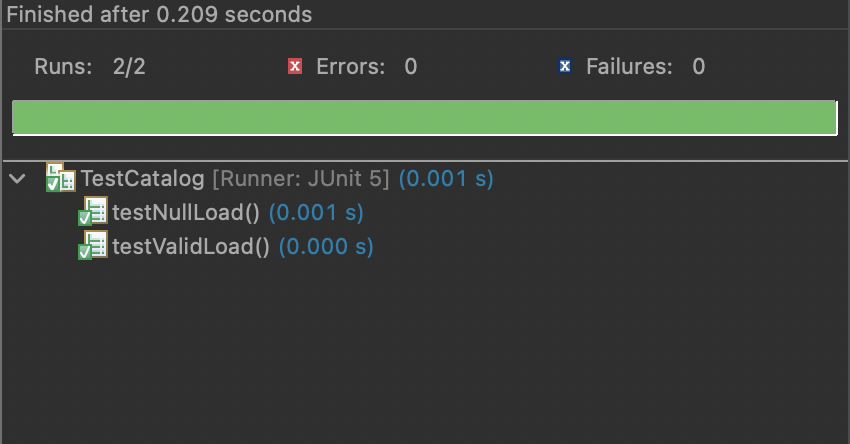 Finished after 0.209 seconds
Runs: 2/2 Errors: 0 Failures: 0
TestCatalog [Runner: JUnit 5] (0.001 s)
testNullLoad() (0.001 s)
testValidLoad() (0.000 s)